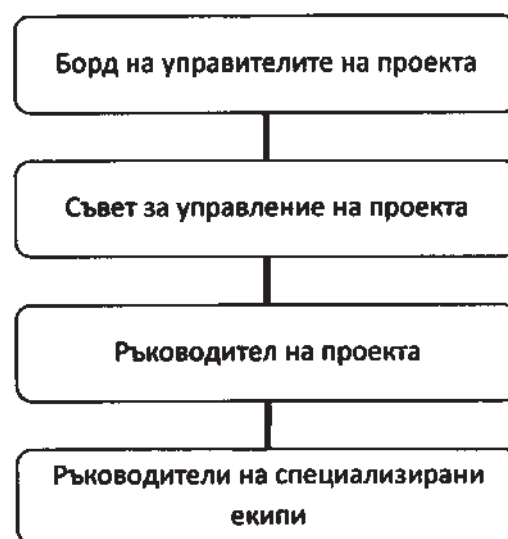 Борд на управителите на проекта
Съвет за управление на проекта
Ръководител на проекта
Ръководители на специализирани
екипи